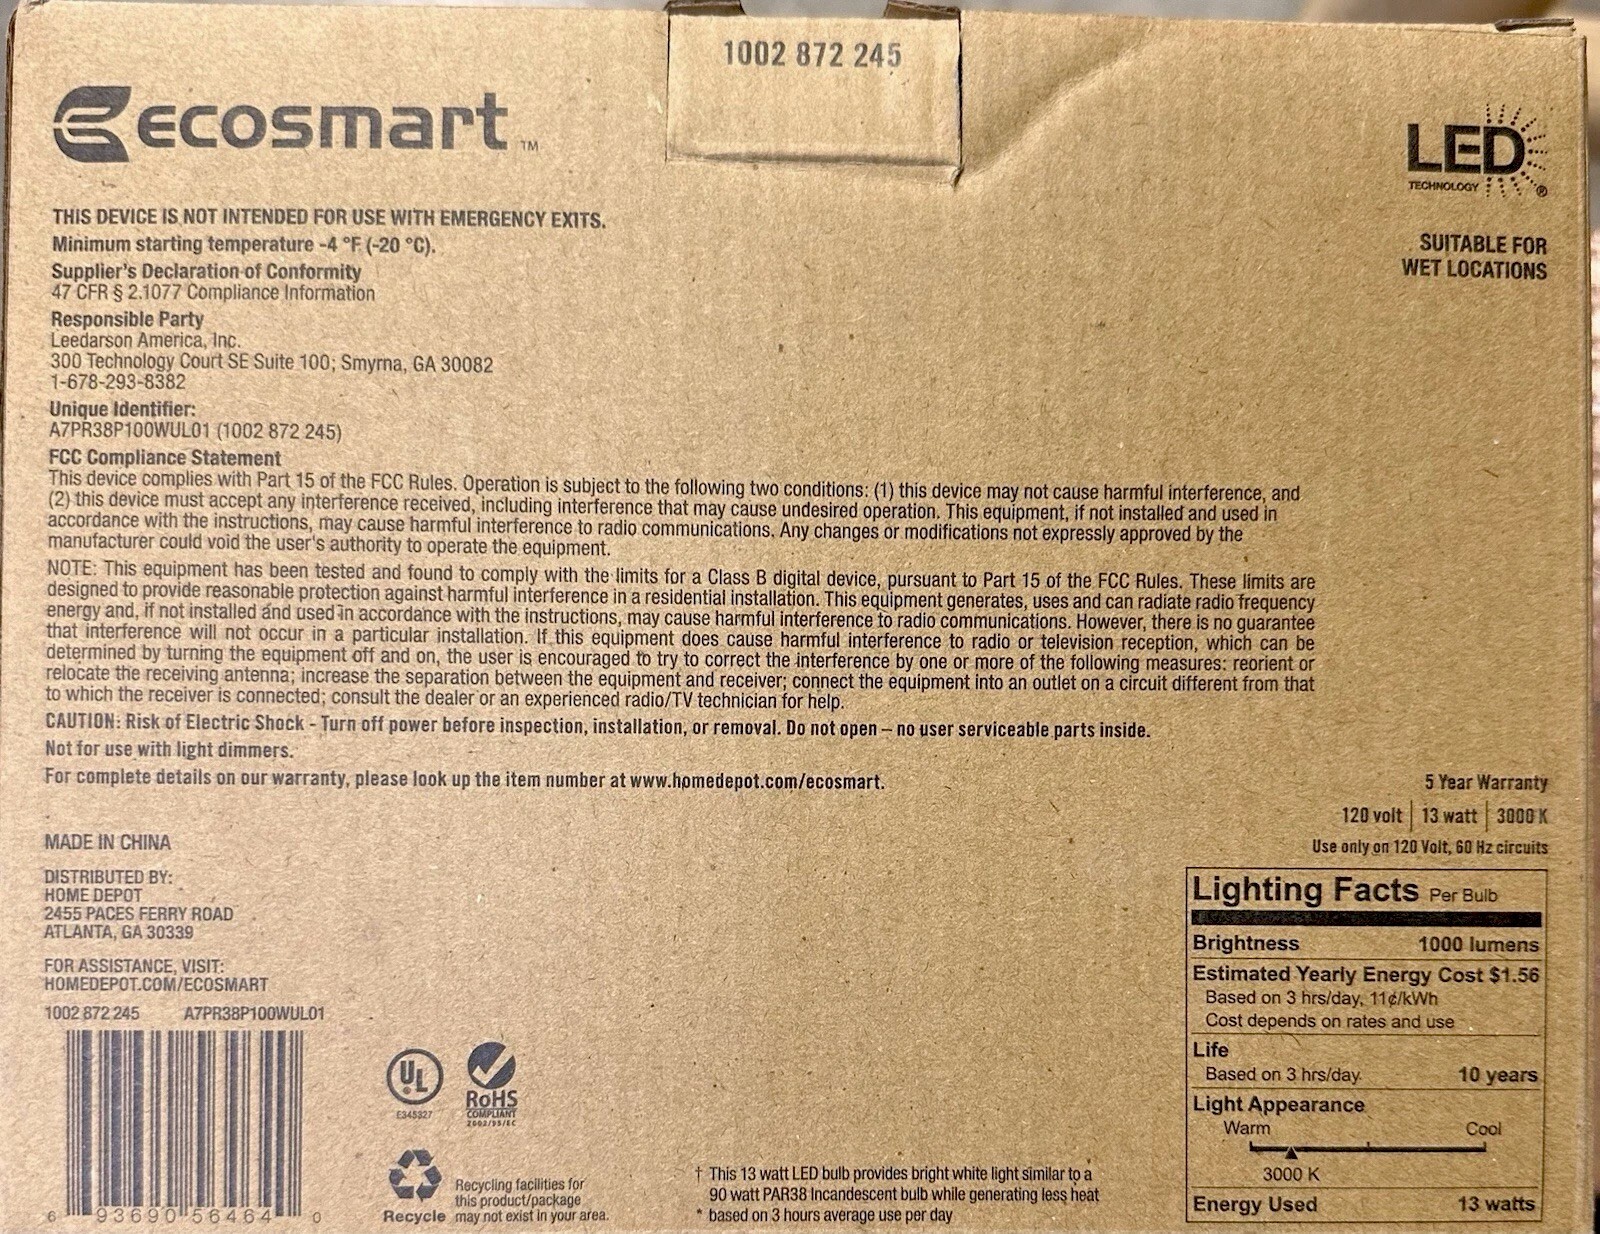 1002 872 245
ecosmart ™
LED
TECHNOLOGY ®
SUITABLE FOR
WET LOCATIONS
THIS DEVICE IS NOT INTENDED FOR USE WITH EMERGENCY EXITS.
Minimum starting temperature -4 °F (-20 °C).
Supplier's Declaration of Conformity
47 CFR § 2.1077 Compliance Information
Responsible Party
Leedarson America, Inc.
300 Technology Court SE Suite 100; Smyrna, GA 30082
1-678-293-8382
Unique Identifier:
A7PR38P100WUL01 (1002 872 245)
FCC Compliance Statement
This device complies with Part 15 of the FCC Rules. Operation is subject to the following two conditions: (1) this device may not cause harmful interference, and
(2) this device must accept any interference received, including interference that may cause undesired operation. This equipment, if not installed and used in
accordance with the instructions, may cause harmful interference to radio communications. Any changes or modifications not expressly approved by the
manufacturer could void the user's authority to operate the equipment.
NOTE: This equipment has been tested and found to comply with the limits for a Class B digital device, pursuant to Part 15 of the FCC Rules. These limits are
designed to provide reasonable protection against harmful interference in a residential installation. This equipment generates, uses and can radiate radio frequency
energy and, if not installed and used in accordance with the instructions, may cause harmful interference to radio communications. However, there is no guarantee
that interference will not occur in a particular installation. If this equipment does cause harmful interference to radio or television reception, which can be
determined by turning the equipment off and on, the user is encouraged to try to correct the interference by one or more of the following measures: reorient or
relocate the receiving antenna; increase the separation between the equipment and receiver; connect the equipment into an outlet on a circuit different from that
to which the receiver is connected; consult the dealer or an experienced radio/TV technician for help.
CAUTION: Risk of Electric Shock - Turn off power before inspection, installation, or removal. Do not open – no user serviceable parts inside.
Not for use with light dimmers.
For complete details on our warranty, please look up the item number at www.homedepot.com/ecosmart.
MADE IN CHINA
DISTRIBUTED BY:
HOME DEPOT
2455 PACES FERRY ROAD
ATLANTA, GA 30339
FOR ASSISTANCE, VISIT:
HOMEDEPOT.COM/ECOSMART
1002 872 245 A7PR38P100WUL01
6 93690 56464 0
UL
E345327
RoHS
COMPLIANT
2002/95/EC
Recycle
Recycling facilities for
this product/package
may not exist in your area.
† This 13 watt LED bulb provides bright white light similar to a
90 watt PAR38 Incandescent bulb while generating less heat
* based on 3 hours average use per day
5 Year Warranty
120 volt | 13 watt | 3000 K
Use only on 120 Volt, 60 Hz circuits
Lighting Facts Per Bulb
Brightness 1000 lumens
Estimated Yearly Energy Cost $1.56
Based on 3 hrs/day, 11¢/kWh
Cost depends on rates and use
Life
Based on 3 hrs/day 10 years
Light Appearance
Warm Cool
3000 K
Energy Used 13 watts